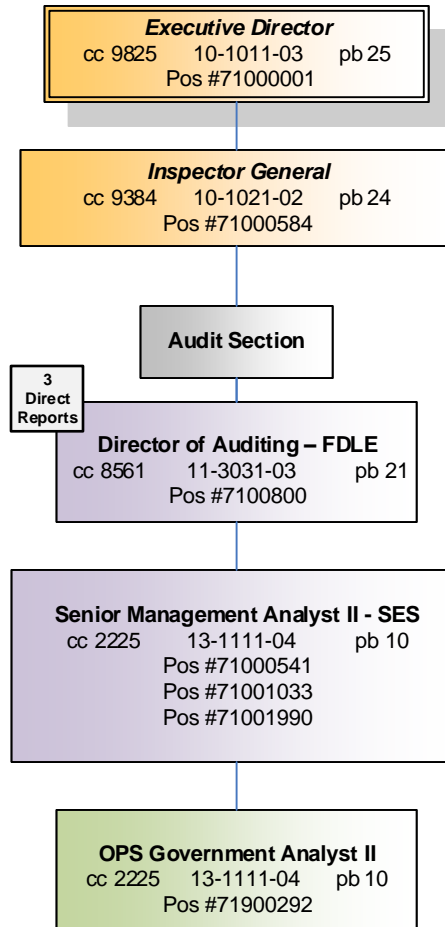 Executive Director
cc 9825 10-1011-03 pb 25
Pos #71000001
Inspector General
cc 9384 10-1021-02 pb 24
Pos #71000584
Audit Section
3
Direct
Reports
Director of Auditing – FDLE
cc 8561 11-3031-03 pb 21
Pos #7100800
Senior Management Analyst II - SES
cc 2225 13-1111-04 pb 10
Pos #71000541
Pos #71001033
Pos #71001990
OPS Government Analyst II
cc 2225 13-1111-04 pb 10
Pos #71900292